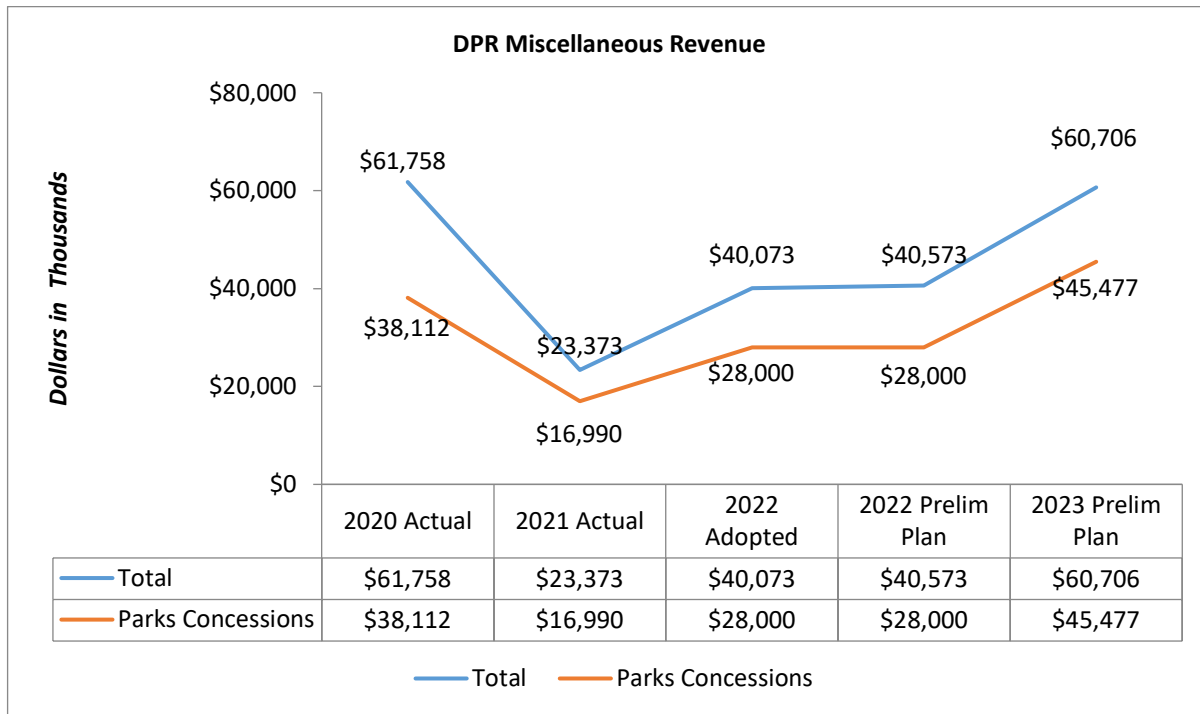 DPR Miscellaneous Revenue
Dollars in Thousands
$80,000
$60,000
$40,000
$20,000
$0
$61,758
$23,373
$40,073
$40,573
$60,706
$38,112
$16,990
$28,000
$28,000
$45,477
2020 Actual 2021 Actual 2022 Adopted 2022 Prelim Plan 2023 Prelim Plan
Total $61,758 $23,373 $40,073 $40,573 $60,706
Parks Concessions $38,112 $16,990 $28,000 $28,000 $45,477
Total Parks Concessions